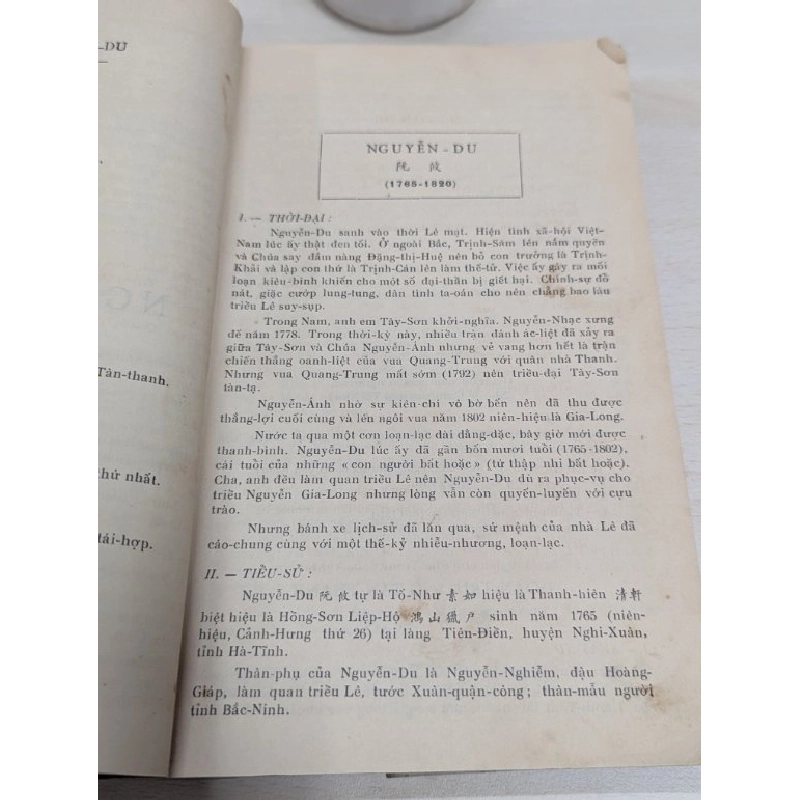 –DƯ
Tân-thanh.
thứ nhất.
tái-hợp.
NGUYỄN - DU
阮 攸
(1765-1820)
I. — THỜI-ĐẠI :
Nguyễn-Du sanh vào thời Lê mạt. Hiện tình xã-hội Việt-
Nam lúc ấy thật đen tối. Ở ngoài Bắc, Trịnh-Sâm lên nắm quyền
và Chúa say đắm nàng Đặng-thị-Huệ nên bỏ con trưởng là Trịnh-
Khải và lập con thứ là Trịnh-Cán lên làm thế-tử. Việc ấy gây ra mối
loạn kiêu-binh khiến cho một số đại-thần bị giết hại. Chính-sự đổ
nát, giặc cướp lung-tung, dân tình ta-oán cho nên chẳng bao lâu
triều Lê suy-sụp.
Trong Nam, anh em Tây-Sơn khởi-nghĩa. Nguyễn-Nhạc xưng
đế năm 1778. Trong thời-kỳ này, nhiều trận đánh ác-liệt đã xảy ra
giữa Tây-Sơn và Chúa Nguyễn-Ánh nhưng vẻ vang hơn hết là trận
chiến thắng oanh-liệt của vua Quang-Trung với quân nhà Thanh.
Nhưng vua Quang-Trung mất sớm (1792) nên triều-đại Tây-Sơn
tàn-tạ.
Nguyễn-Ánh nhờ sự kiên-chí vô bờ bến nên đã thu được
thắng-lợi cuối cùng và lên ngôi vua năm 1802 niên-hiệu là Gia-Long.
Nước ta qua một cơn loạn-lạc dài dằng-dặc, bây giờ mới được
thanh-bình. Nguyễn-Du lúc ấy đã gần bốn mươi tuổi (1765-1802),
cái tuổi của những « con người bất hoặc» (tứ thập nhi bất hoặc).
Cha, anh đều làm quan triều Lê nên Nguyễn-Du dù ra phục-vụ cho
triều Nguyễn Gia-Long nhưng lòng vẫn còn quyến-luyến với cựu
trào.
Nhưng bánh xe lịch-sử đã lăn qua, sứ mệnh của nhà Lê đã
cáo-chung cùng với một thế-kỷ nhiễu-nhương, loạn-lạc.
II. — TIỂU-SỬ :
Nguyễn-Du 阮攸 tự là Tố-Như 素如 hiệu là Thanh-hiên 清軒
biệt hiệu là Hồng-Sơn Liệp-Hộ 鴻山獵戶 sinh năm 1765 (niên-
hiệu, Cảnh-Hưng thứ 26) tại làng Tiên-Điền, huyện Nghi-Xuân,
tỉnh Hà-Tĩnh.
Thân-phụ của Nguyễn-Du là Nguyễn-Nghiễm, đậu Hoàng-
Giáp, làm quan triều Lê, tước Xuân-quận-công ; thân-mẫu người
tỉnh Bắc-Ninh.